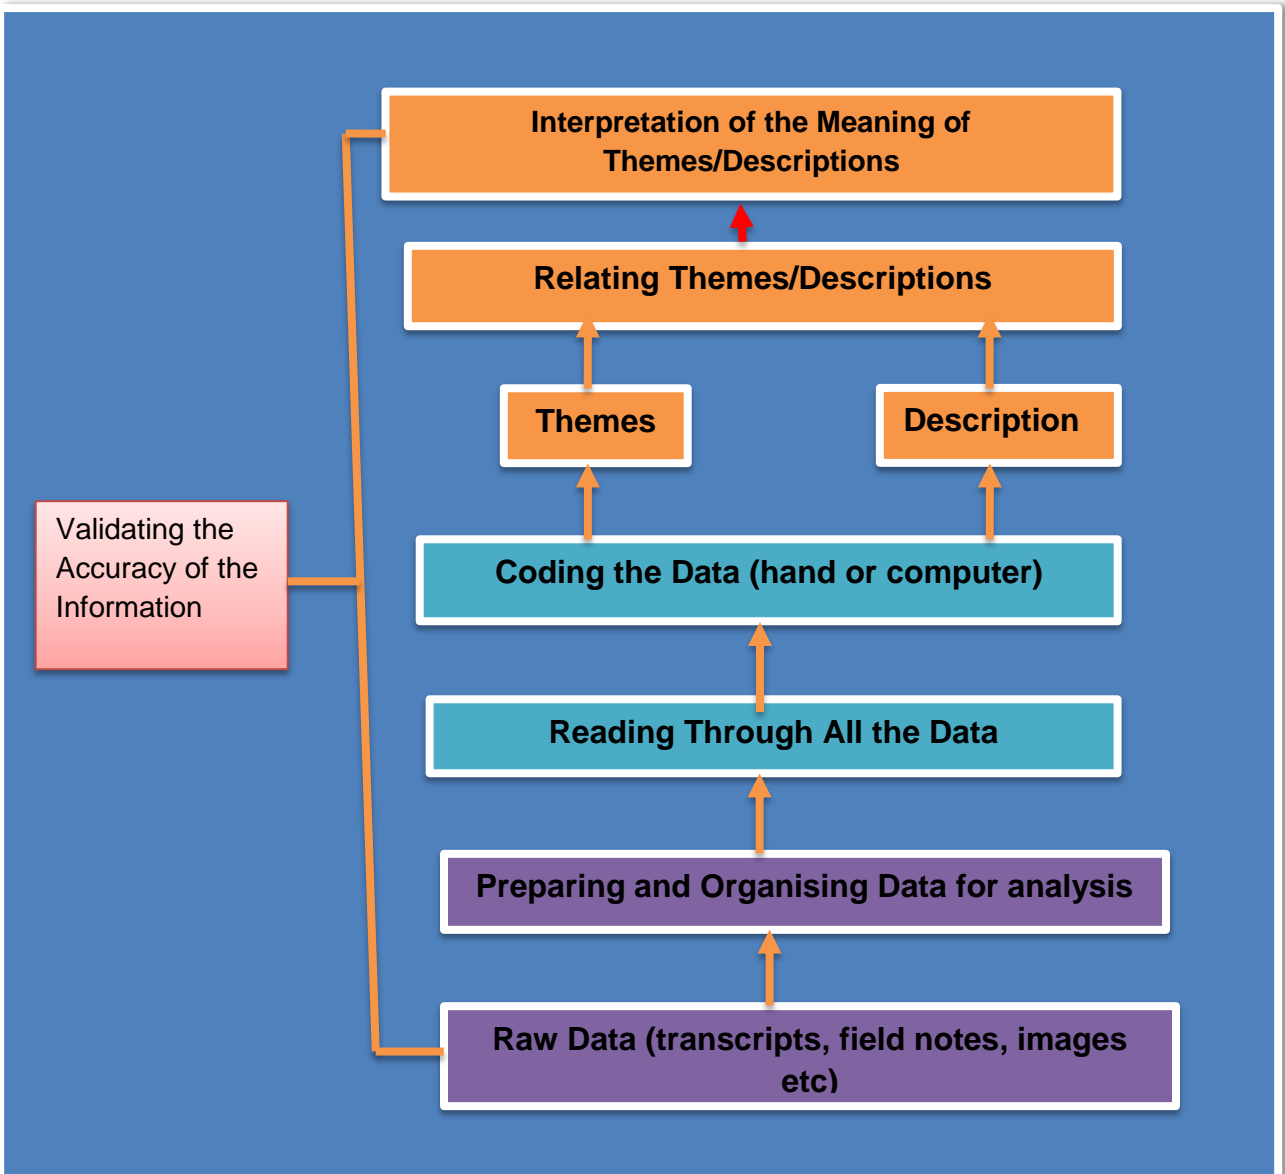 Interpretation of the Meaning of
Themes/Descriptions
Relating Themes/Descriptions
Themes
Description
Validating the
Accuracy of the
Information
Coding the Data (hand or computer)
Reading Through All the Data
Preparing and Organising Data for analysis
Raw Data (transcripts, field notes, images
etc)